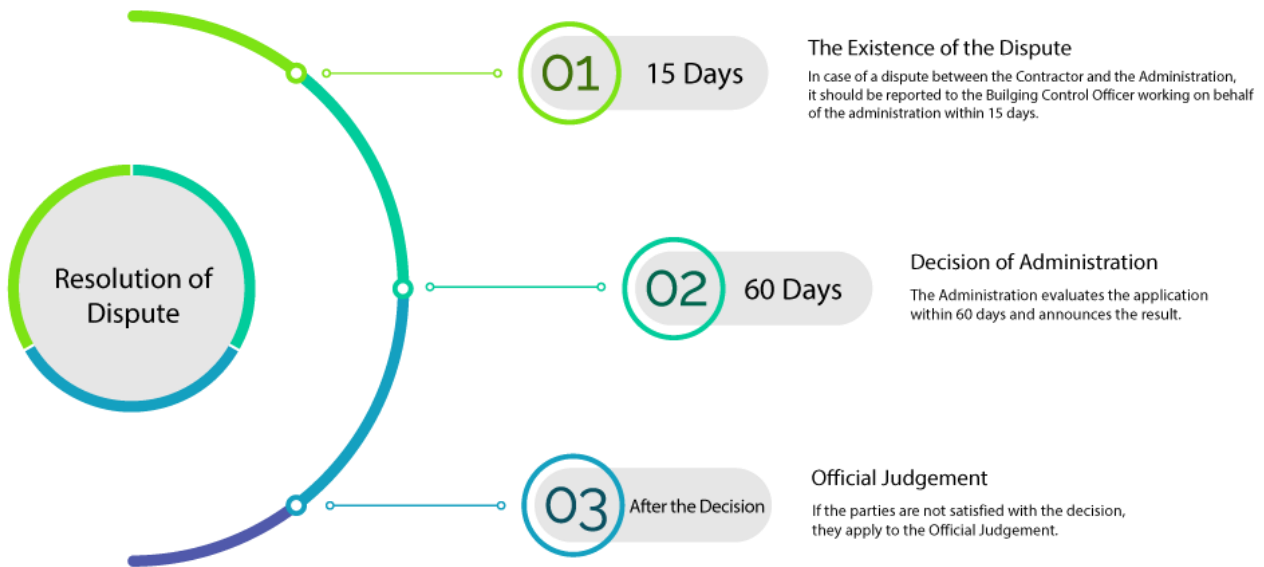 Resolution of
Dispute
01
15 Days
The Existence of the Dispute
In case of a dispute between the Contractor and the Administration,
it should be reported to the Builging Control Officer working on behalf
of the administration within 15 days.
02
60 Days
Decision of Administration
The Administration evaluates the application
within 60 days and announces the result.
03
After the Decision
Official Judgement
If the parties are not satisfied with the decision,
they apply to the Official Judgement.